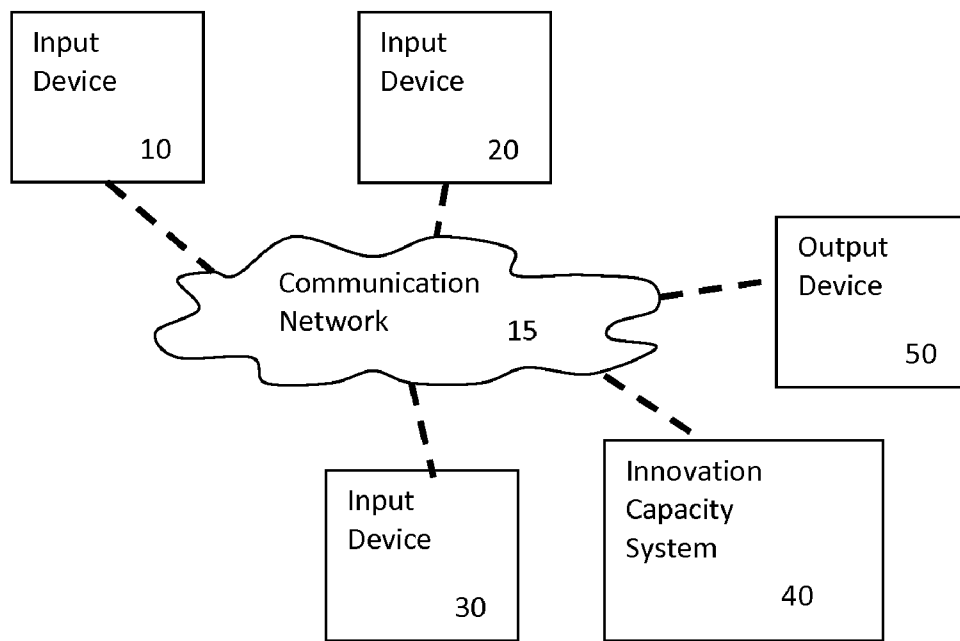 Input
Device
10
Input
Device
20
Communication
Network
15
Output
Device
50
Input
Device
30
Innovation
Capacity
System
40